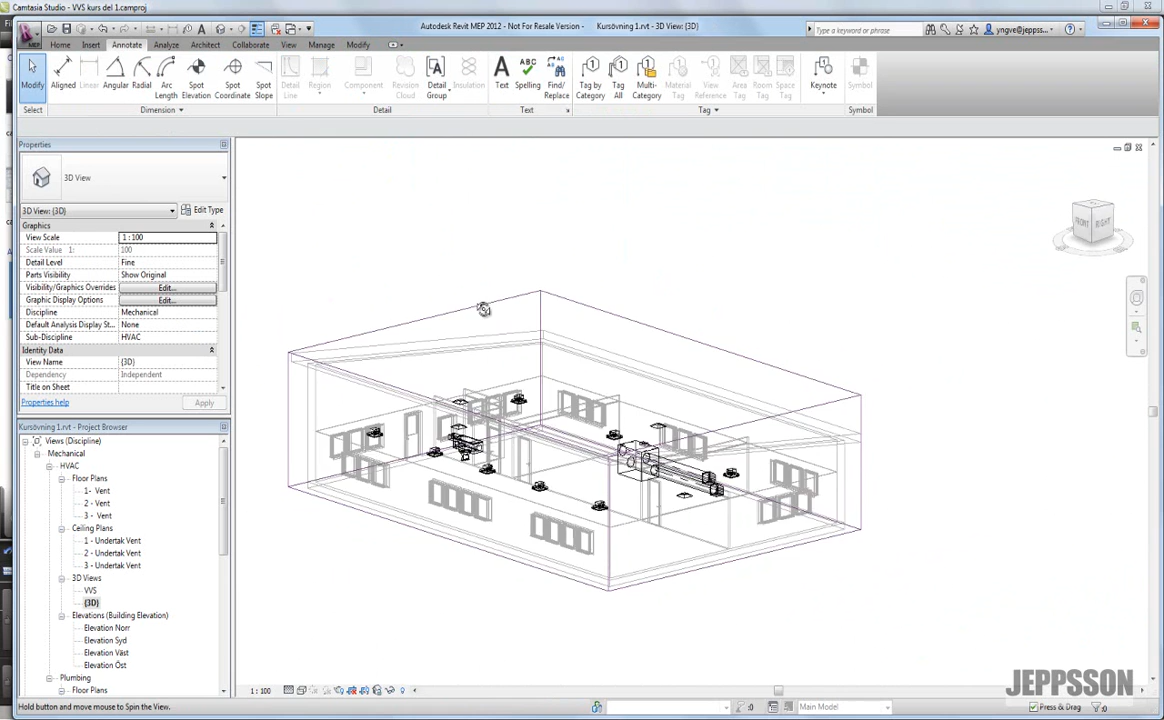 Camtasia Studio - VVS kurs del 1.camproj
Autodesk Revit MEP 2012 - Not For Resale Version - Kursövning 1.rvt - 3D View: {3D}
Type a keyword or phrase
yngve@jeppss...
MEP
Home Insert Annotate Analyze Architect Collaborate View Manage Modify
Modify Aligned Linear Angular Radial Arc Length Spot Elevation Spot Coordinate Spot Slope Detail Line Region Component Revision Cloud Detail Group Insulation Text Spelling Find/ Replace Tag by Category Tag All Multi- Category Material Tag View Reference Area Tag Room Tag Space Tag Keynote Symbol
Select Dimension Detail Text Tag Symbol
Properties
3D View
3D View: {3D} Edit Type
Graphics
View Scale 1 : 100
Scale Value 1: 100
Detail Level Fine
Parts Visibility Show Original
Visibility/Graphics Overrides Edit...
Graphic Display Options Edit...
Discipline Mechanical
Default Analysis Display St... None
Sub-Discipline HVAC
Identity Data
View Name {3D}
Dependency Independent
Title on Sheet
Properties help Apply
Kursövning 1.rvt - Project Browser
Views (Discipline)
Mechanical
HVAC
Floor Plans
1- Vent
2 - Vent
3 - Vent
Ceiling Plans
1 - Undertak Vent
2 - Undertak Vent
3 - Undertak Vent
3D Views
VVS
{3D}
Elevations (Building Elevation)
Elevation Norr
Elevation Syd
Elevation Väst
Elevation Öst
Plumbing
Floor Plans
FRONT RIGHT
1 : 100
JEPPSSON
Hold button and move mouse to Spin the View.
:0 Main Model Press & Drag :0